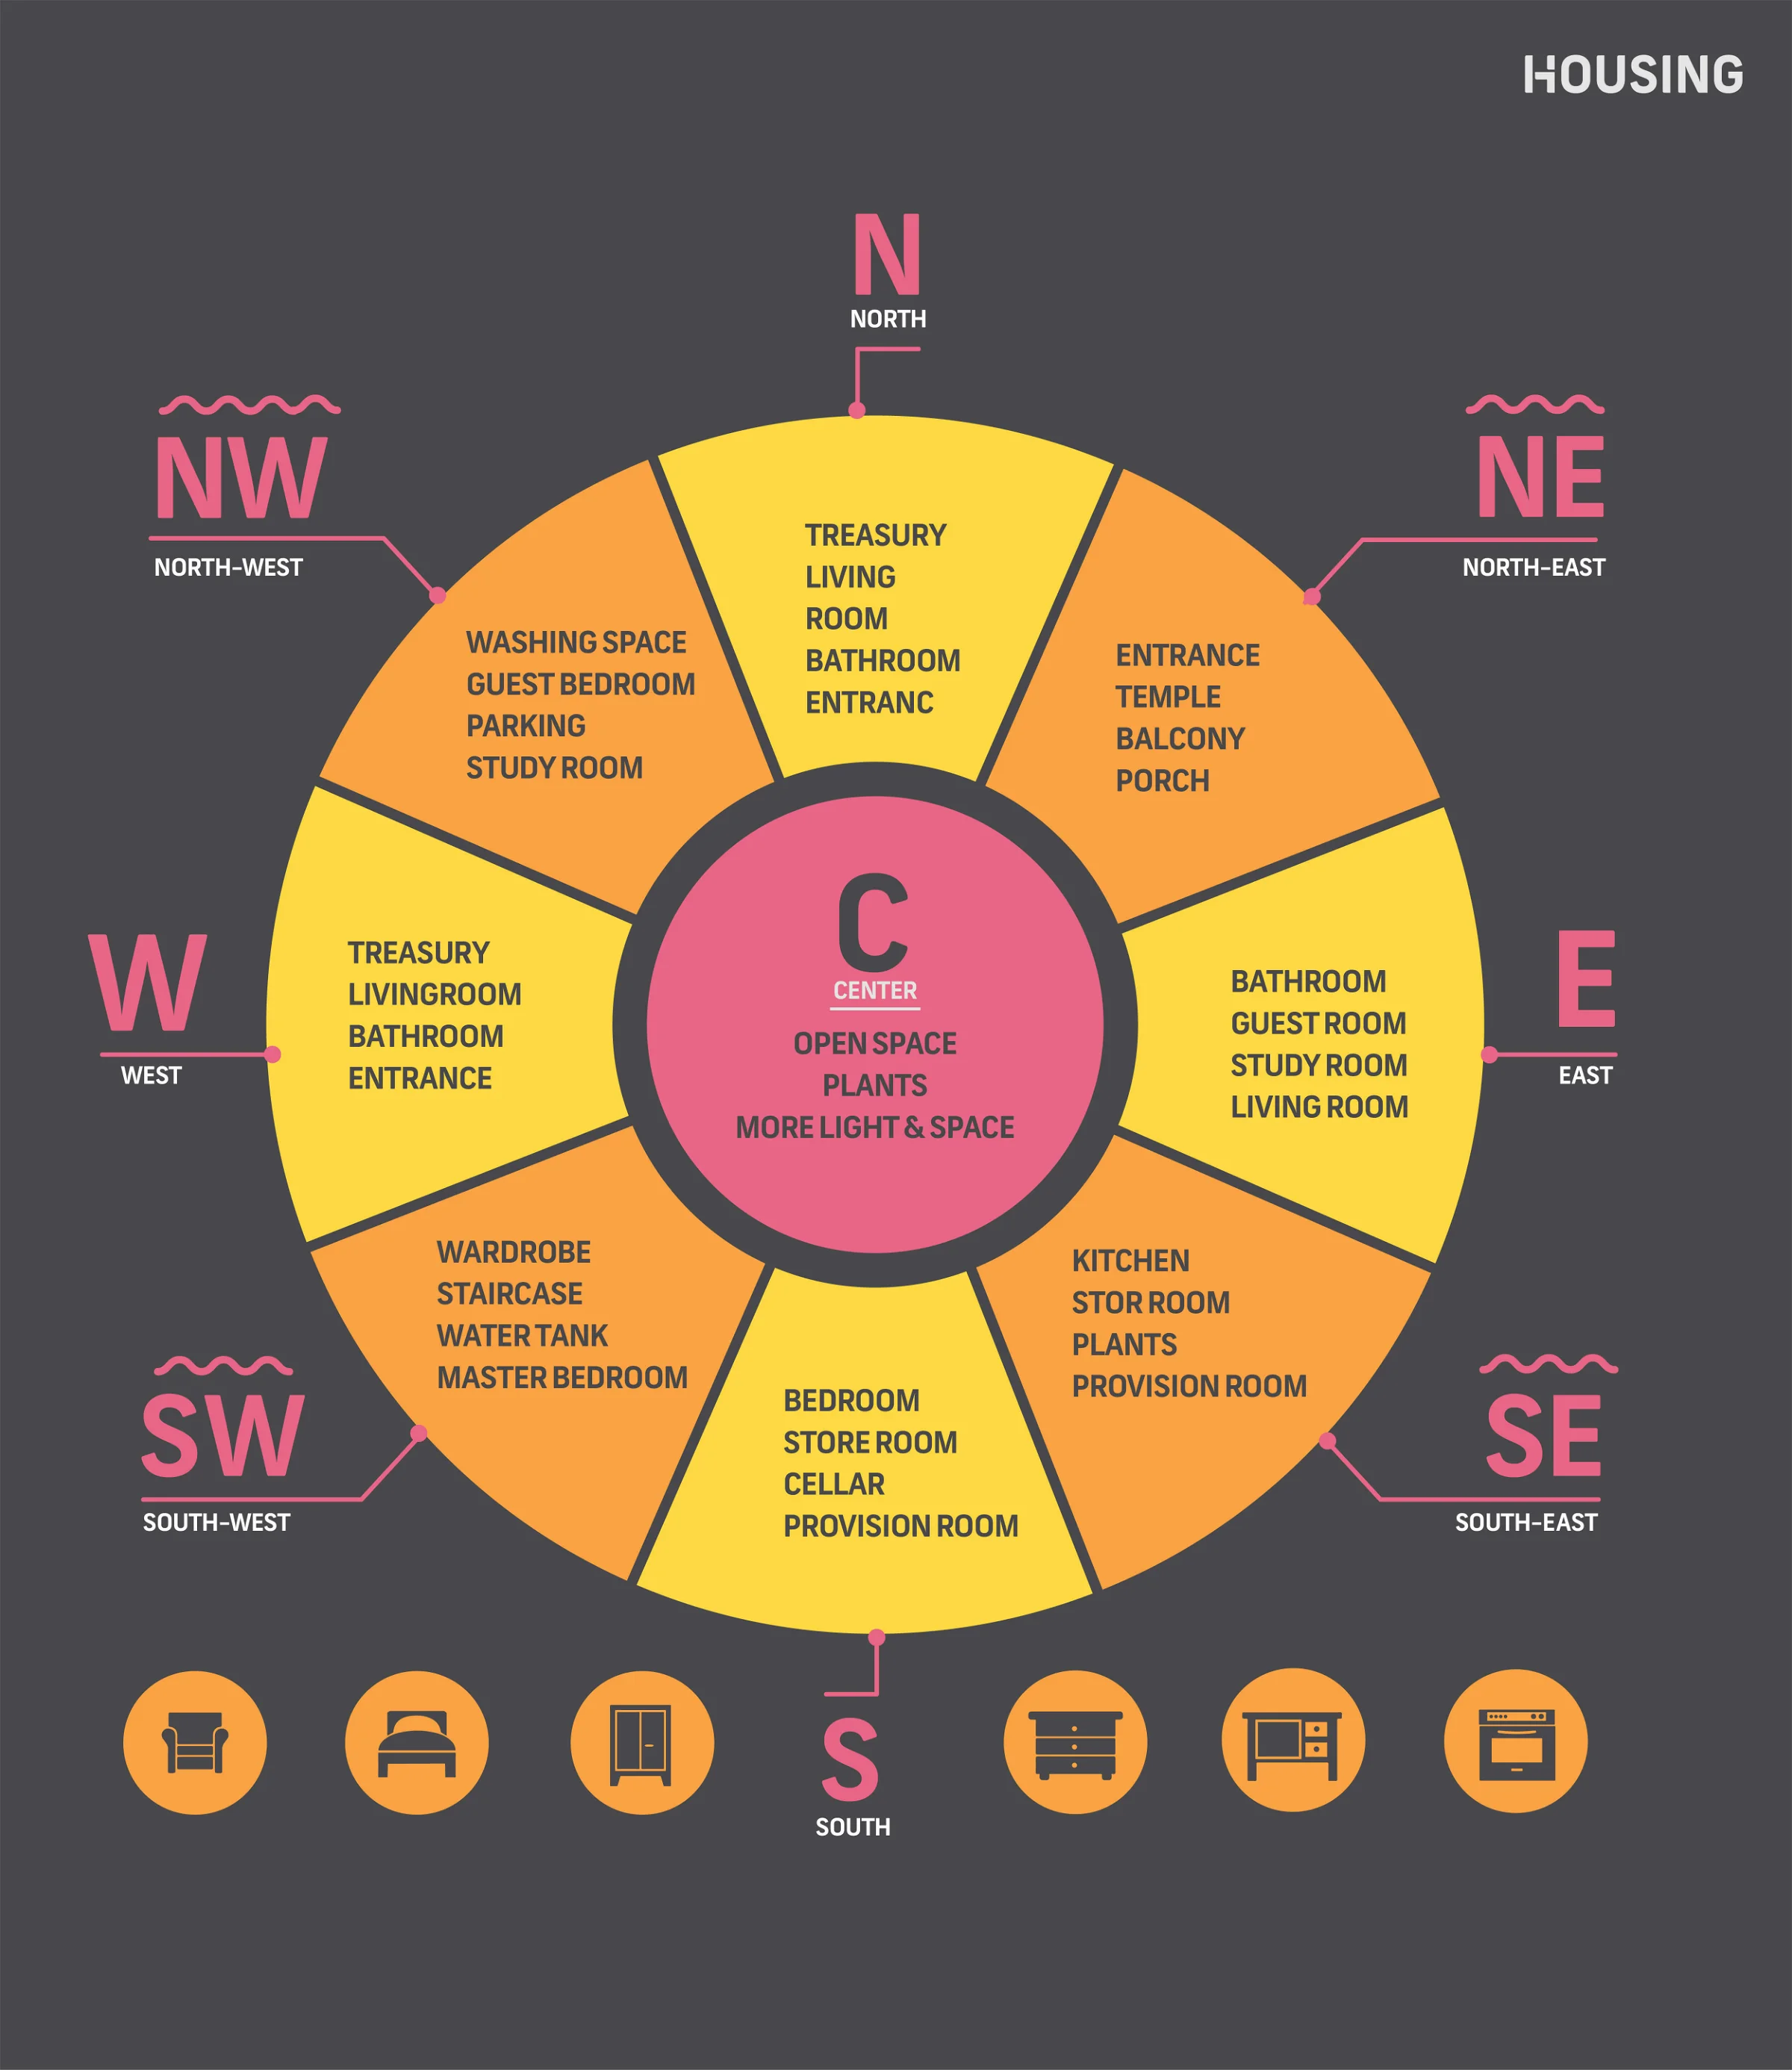 HOUSING
N
NORTH
NW
NORTH-WEST
NE
NORTH-EAST
TREASURY
LIVING
ROOM
BATHROOM
ENTRANC
WASHING SPACE
GUEST BEDROOM
PARKING
STUDY ROOM
ENTRANCE
TEMPLE
BALCONY
PORCH
W
WEST
TREASURY
LIVINGROOM
BATHROOM
ENTRANCE
C
CENTER
OPEN SPACE
PLANTS
MORE LIGHT & SPACE
BATHROOM
GUEST ROOM
STUDY ROOM
LIVING ROOM
E
EAST
WARDROBE
STAIRCASE
WATER TANK
MASTER BEDROOM
KITCHEN
STOR ROOM
PLANTS
PROVISION ROOM
BEDROOM
STORE ROOM
CELLAR
PROVISION ROOM
SW
SOUTH-WEST
SE
SOUTH-EAST
S
SOUTH